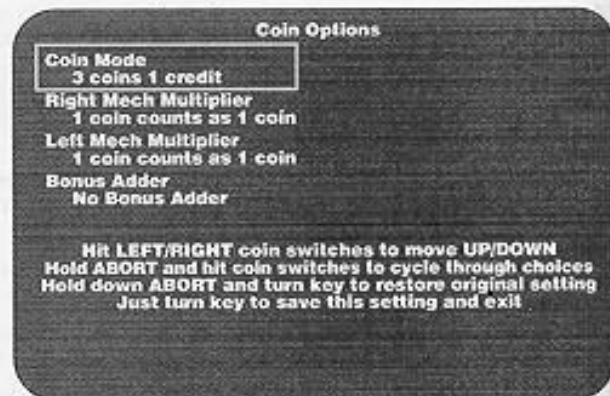 Coin Options
Coin Mode
3 coins 1 credit
Right Mech Multiplier
1 coin counts as 1 coin
Left Mech Multiplier
1 coin counts as 1 coin
Bonus Adder
No Bonus Adder
Hit LEFT/RIGHT coin switches to move UP/DOWN
Hold ABORT and hit coin switches to cycle through choices
Hold down ABORT and turn key to restore original setting
Just turn key to save this setting and exit